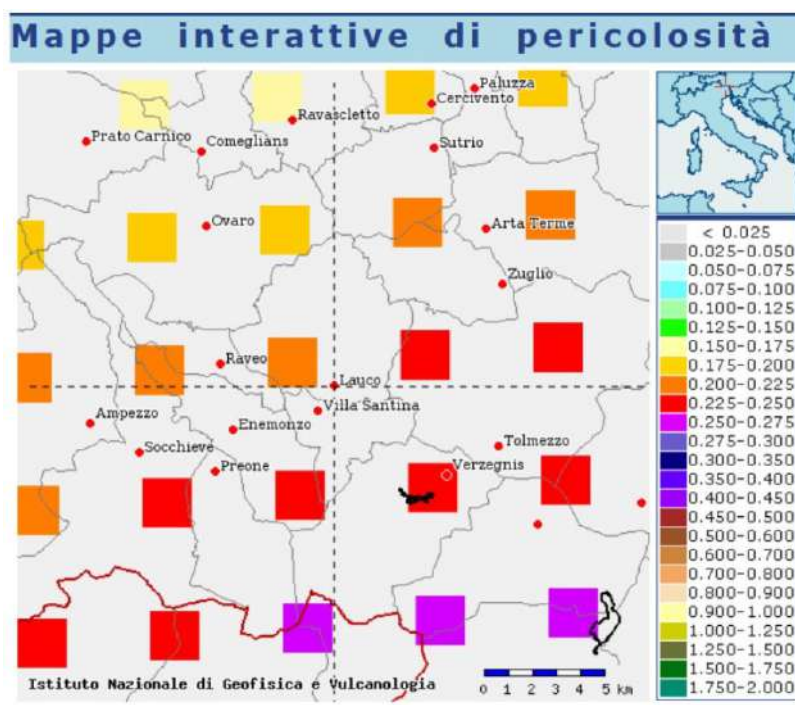 Mappe interattive di pericolosità
Paluzza
Cercivento
Ravascletto
Prato Carnico
Comeglians
Sutrio
Ovaro
Arta Terme
Zuglio
Raveo
Lauco
Villa Santina
Ampezzo
Enemonzo
Socchieve
Tolmezzo
Preone
Verzegnis
Istituto Nazionale di Geofisica e Vulcanologia
0 1 2 3 4 5 km
< 0.025
0.025-0.050
0.050-0.075
0.075-0.100
0.100-0.125
0.125-0.150
0.150-0.175
0.175-0.200
0.200-0.225
0.225-0.250
0.250-0.275
0.275-0.300
0.300-0.350
0.350-0.400
0.400-0.450
0.450-0.500
0.500-0.600
0.600-0.700
0.700-0.800
0.800-0.900
0.900-1.000
1.000-1.250
1.250-1.500
1.500-1.750
1.750-2.000